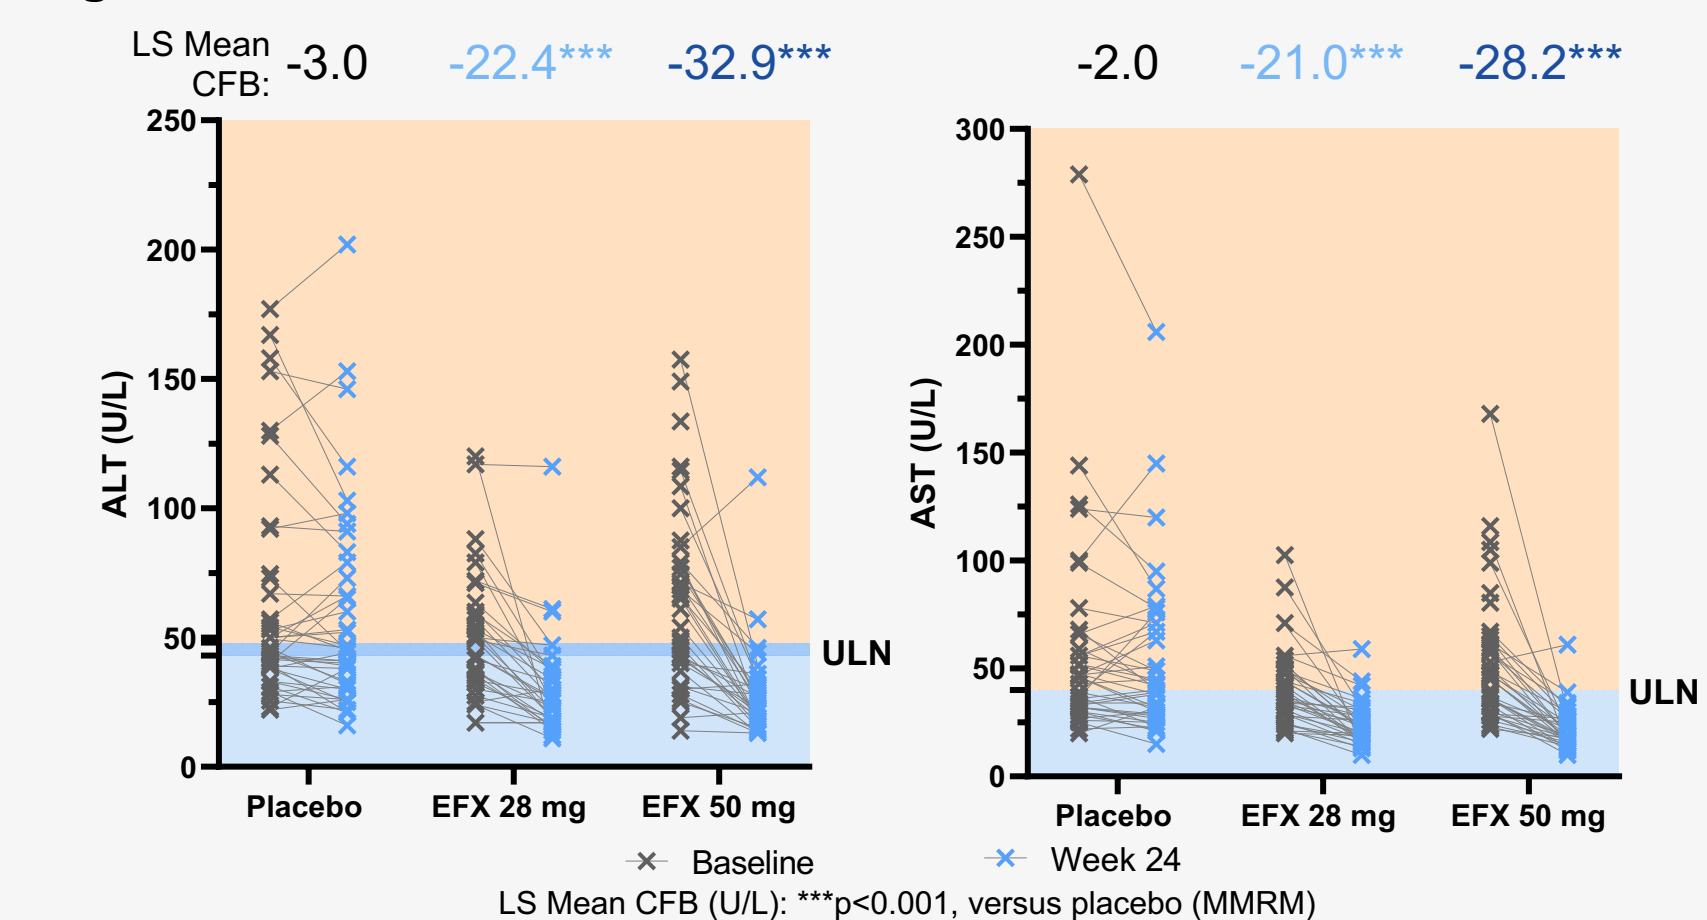 LS Mean
CFB:
-3.0 -22.4*** -32.9***
-2.0 -21.0*** -28.2***
250
200
150
100
50
0
ALT (U/L)
ULN
Placebo EFX 28 mg EFX 50 mg
300
250
200
150
100
50
0
AST (U/L)
ULN
Placebo EFX 28 mg EFX 50 mg
Baseline Week 24
LS Mean CFB (U/L): ***p<0.001, versus placebo (MMRM)